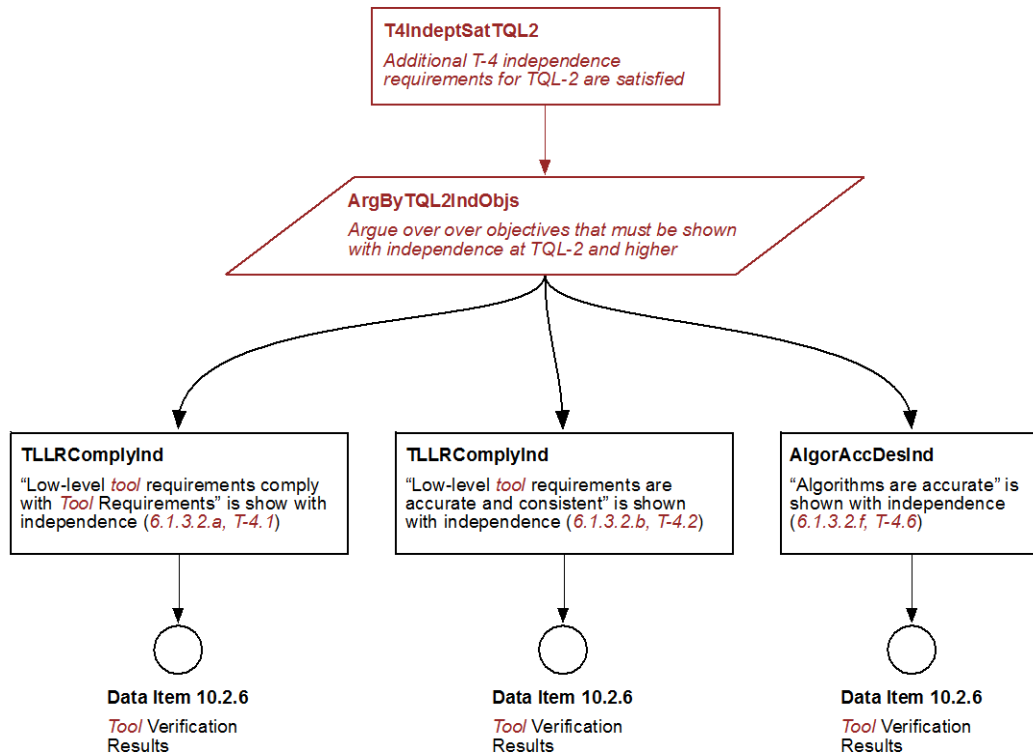 T4IndeptSatTQL2
Additional T-4 independence
requirements for TQL-2 are satisfied
ArgByTQL2IndObjs
Argue over over objectives that must be shown
with independence at TQL-2 and higher
TLLRComplyInd
“Low-level tool requirements comply
with Tool Requirements” is show with
independence (6.1.3.2.a, T-4.1)
TLLRComplyInd
“Low-level tool requirements are
accurate and consistent” is shown
with independence (6.1.3.2.b, T-4.2)
AlgorAccDesInd
“Algorithms are accurate” is
shown with independence
(6.1.3.2.f, T-4.6)
Data Item 10.2.6
Tool Verification
Results
Data Item 10.2.6
Tool Verification
Results
Data Item 10.2.6
Tool Verification
Results